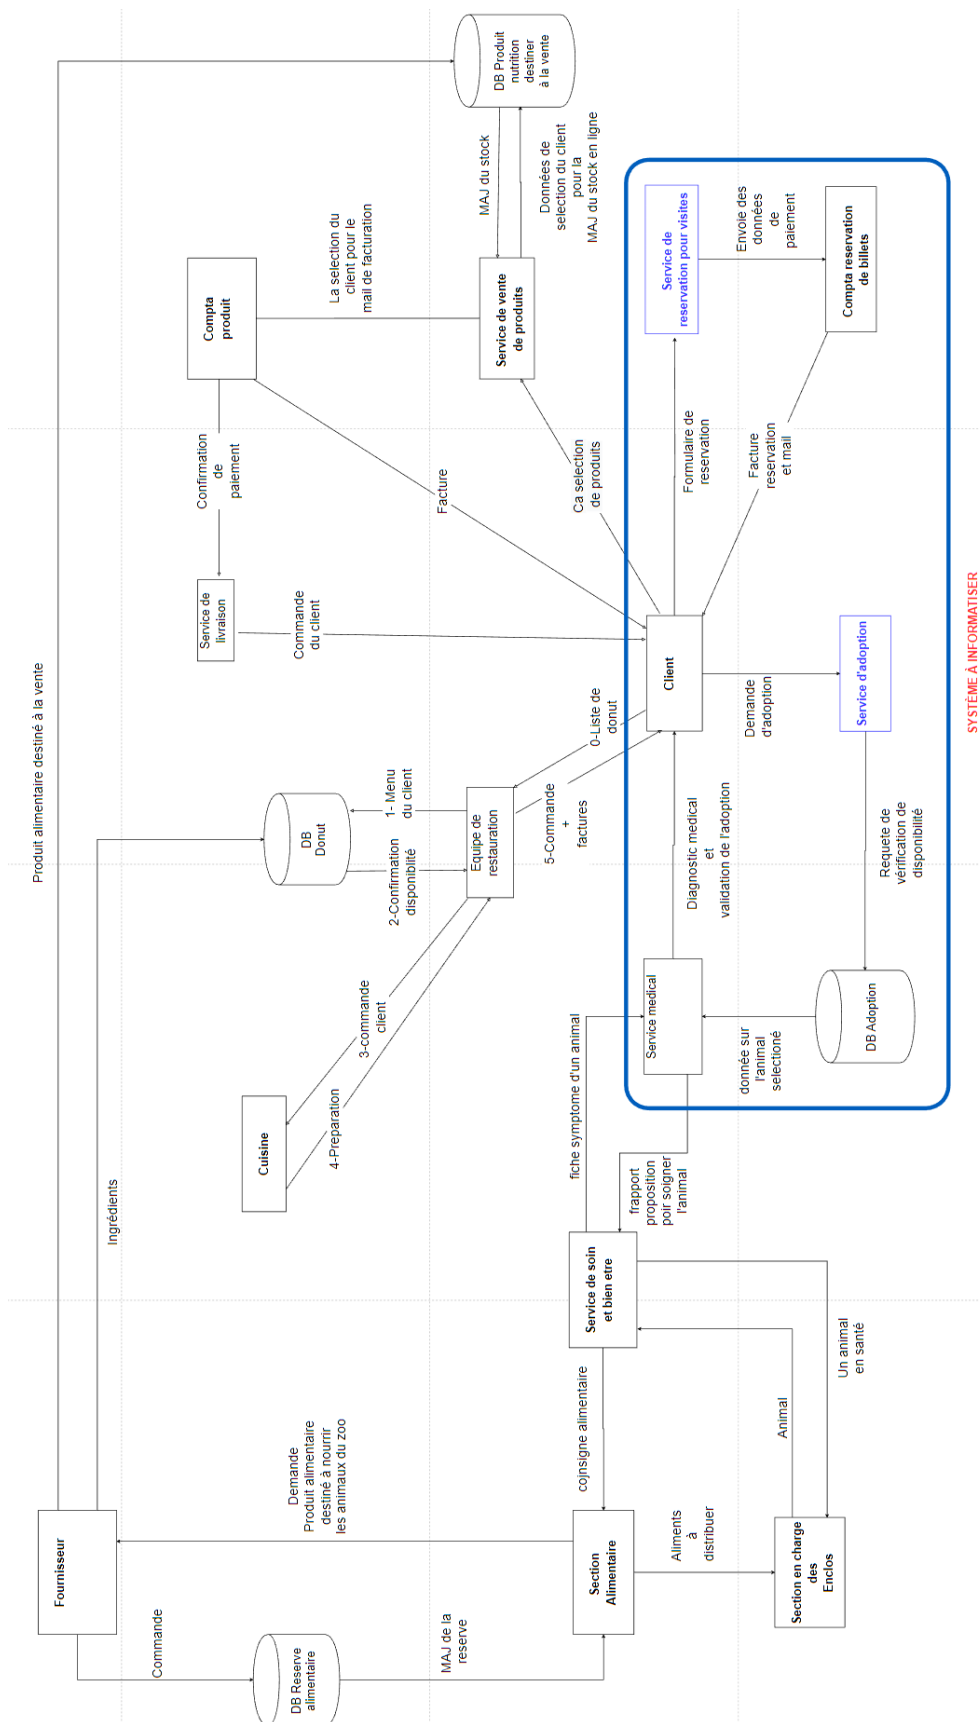 Produit alimentaire destiné à la vente
Fournisseur
Ingrédients
Commande
Demande
Produit alimentaire
destiné à nourrir
les animaux du zoo
DB Reserve
alimentaire
MAJ de la
reserve
Cuisine
4-Preparation
3-commande
client
DB
Donut
2-Confirmation
disponiblité
1- Menu
du client
Equipe de
restauration
5-Commande
+
factures
0-Liste de
donut
Service de
livraison
Commande
du client
Confirmation
de
paiement
Compta
produit
Facture
La selection du
client pour le
mail de facturation
DB Produit
nutrition
destiner
à la vente
MAJ du stock
Données de
selection du client
pour la
MAJ du stock en ligne
Service de vente
de produits
Ca selection
de produits
Section
Alimentaire
cojnsigne alimentaire
Service de soin
et bien etre
fiche symptome d'un animal
frapport
proposition
poir soigner
l'animal
Service medical
Diagnostic medical
et
validation de l'adoption
Client
Formulaire de
reservation
Service de
reservation pour visites
Aliments
à
distribuer
Animal
Un animal
en santé
Section en charge
des
Enclos
donnée sur
l'animal
selectioné
DB Adoption
Requete de
vérification de
disponibilité
Demande
d'adoption
Service d'adoption
Facture
reservation
et mail
Envoie des
données
de
paiement
Compta reservation
de billets
SYSTÈME À INFORMATISER